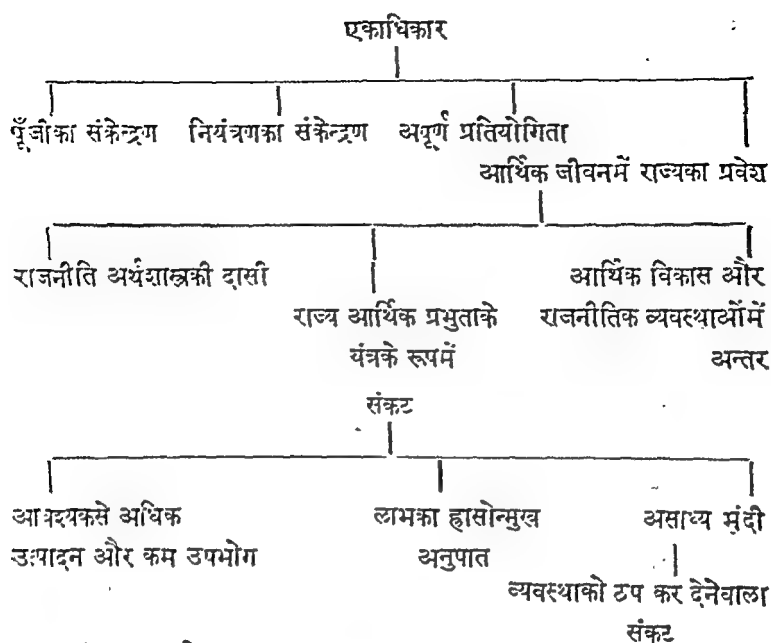 एकाधिकार
पूँजीका संकेन्द्रण नियंत्रणका संकेन्द्रण अपूर्ण प्रतियोगिता
आर्थिक जीवनमें राज्यका प्रवेश
राजनीति अर्थशास्त्रकी दासी
राज्य आर्थिक प्रभुताके
यंत्रके रूपमें
आर्थिक विकास और
राजनीतिक व्यवस्थाओंमें
अन्तर
संकट
आवश्यकसे अधिक
उत्पादन और कम उपभोग
लाभका ह्रासोन्मुख
अनुपात
असाध्य मंदी
व्यवस्थाको ठप कर देनेवाला
संकट